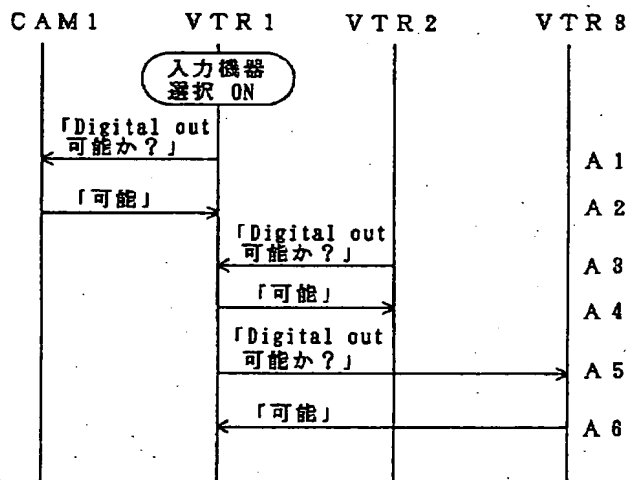 CAM1 VTR1 VTR2 VTR3
入力機器
選択 ON
「Digital out
可能か？」
A1
「可能」
A2
「Digital out
可能か？」
A3
「可能」
A4
「Digital out
可能か？」
A5
「可能」
A6